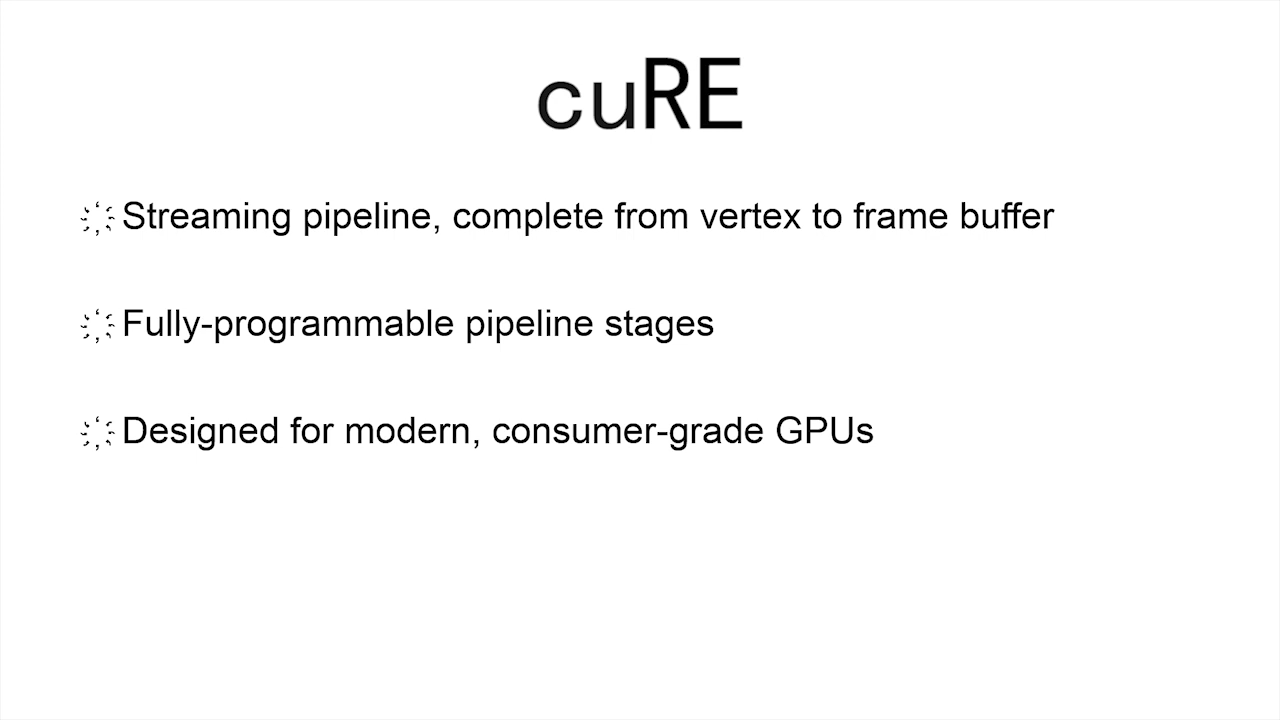 cuRE
Streaming pipeline, complete from vertex to frame buffer
Fully-programmable pipeline stages
Designed for modern, consumer-grade GPUs